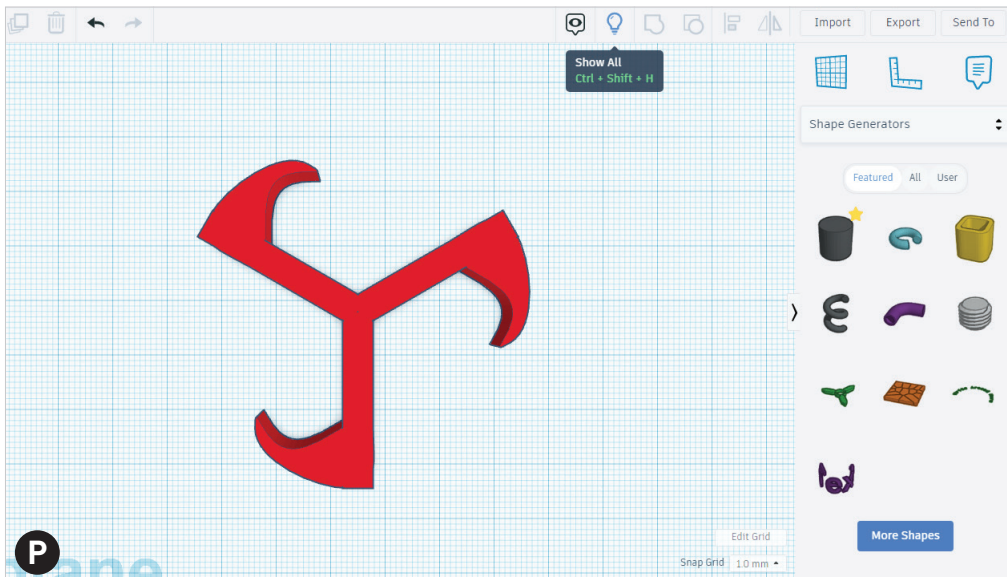 Import Export Send To
Show All
Ctrl + Shift + H
Shape Generators
Featured All User
More Shapes
Edit Grid
Snap Grid 1.0 mm
P